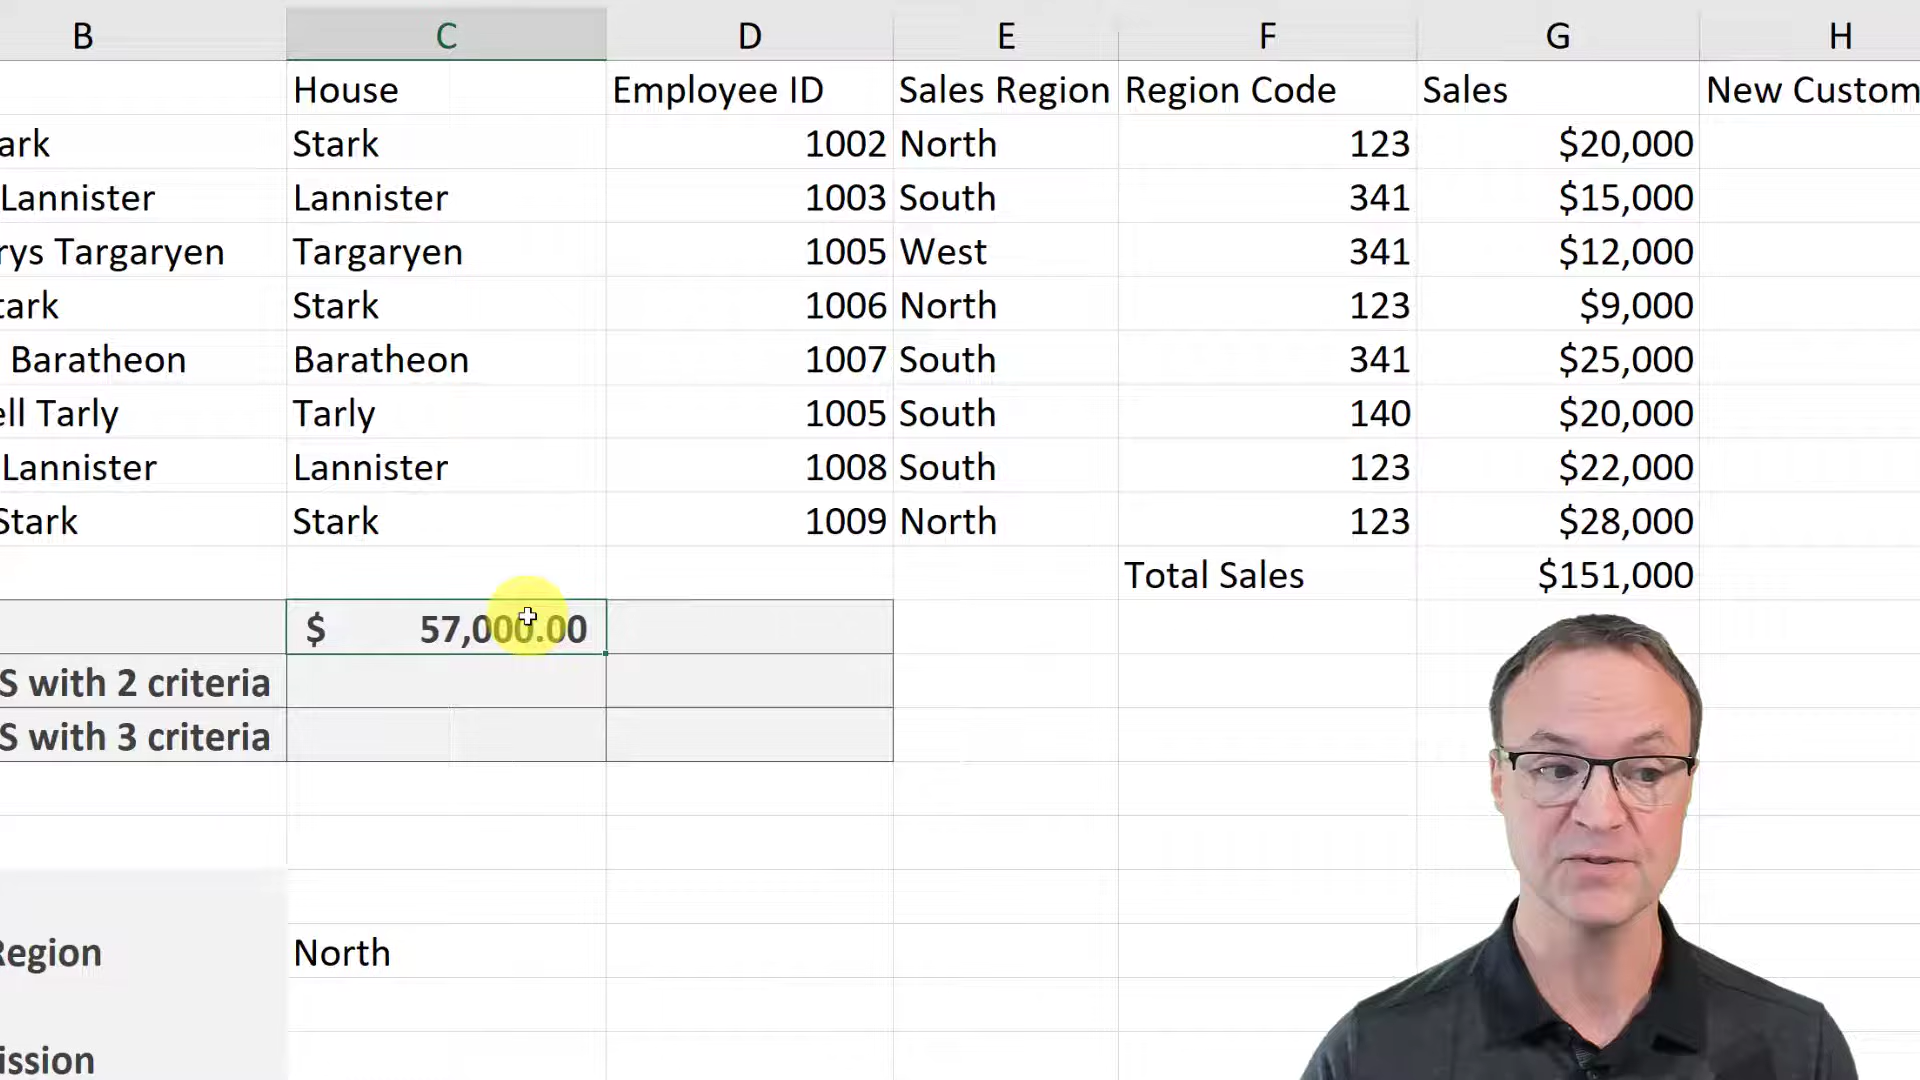 B C D E F G H
House Employee ID Sales Region Region Code Sales New Custom
ark Stark 1002 North 123 $20,000
Lannister Lannister 1003 South 341 $15,000
rys Targaryen Targaryen 1005 West 341 $12,000
tark Stark 1006 North 123 $9,000
Baratheon Baratheon 1007 South 341 $25,000
ell Tarly Tarly 1005 South 140 $20,000
Lannister Lannister 1008 South 123 $22,000
Stark Stark 1009 North 123 $28,000
Total Sales $151,000
$ 57,000.00
S with 2 criteria
S with 3 criteria
Region North
ission